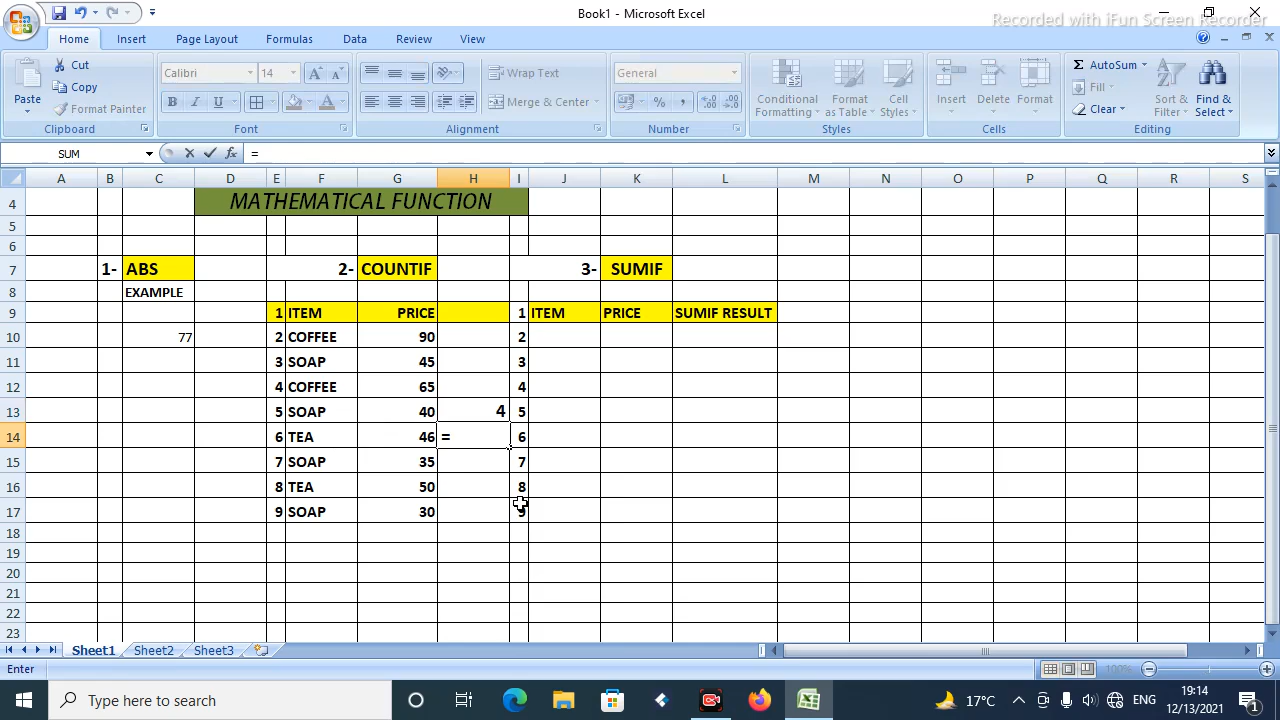 Book1 - Microsoft Excel
Recorded with iFun Screen Recorder
Home Insert Page Layout Formulas Data Review View
Paste
Cut
Copy
Format Painter
Clipboard
Calibri 14
A A
B I U A
Font
Wrap Text
Merge & Center
Alignment
General
% ,
Number
Conditional Formatting
Format as Table
Cell Styles
Styles
Insert Delete Format
Cells
Σ AutoSum
Fill
Clear
Sort & Filter
Find & Select
Editing
SUM fx =
A B C D E F G H I J K L M N O P Q R S
4 MATHEMATICAL FUNCTION
5
6
7 1- ABS 2- COUNTIF 3- SUMIF
8 EXAMPLE
9 1 ITEM PRICE 1 ITEM PRICE SUMIF RESULT
10 77 2 COFFEE 90 2
11 3 SOAP 45 3
12 4 COFFEE 65 4
13 5 SOAP 40 4 5
14 6 TEA 46 = 6
15 7 SOAP 35 7
16 8 TEA 50 8
17 9 SOAP 30 9
18
19
20
21
22
23
Sheet1 Sheet2 Sheet3
Enter 100%
Type here to search
17°C ENG
19:14
12/13/2021
1